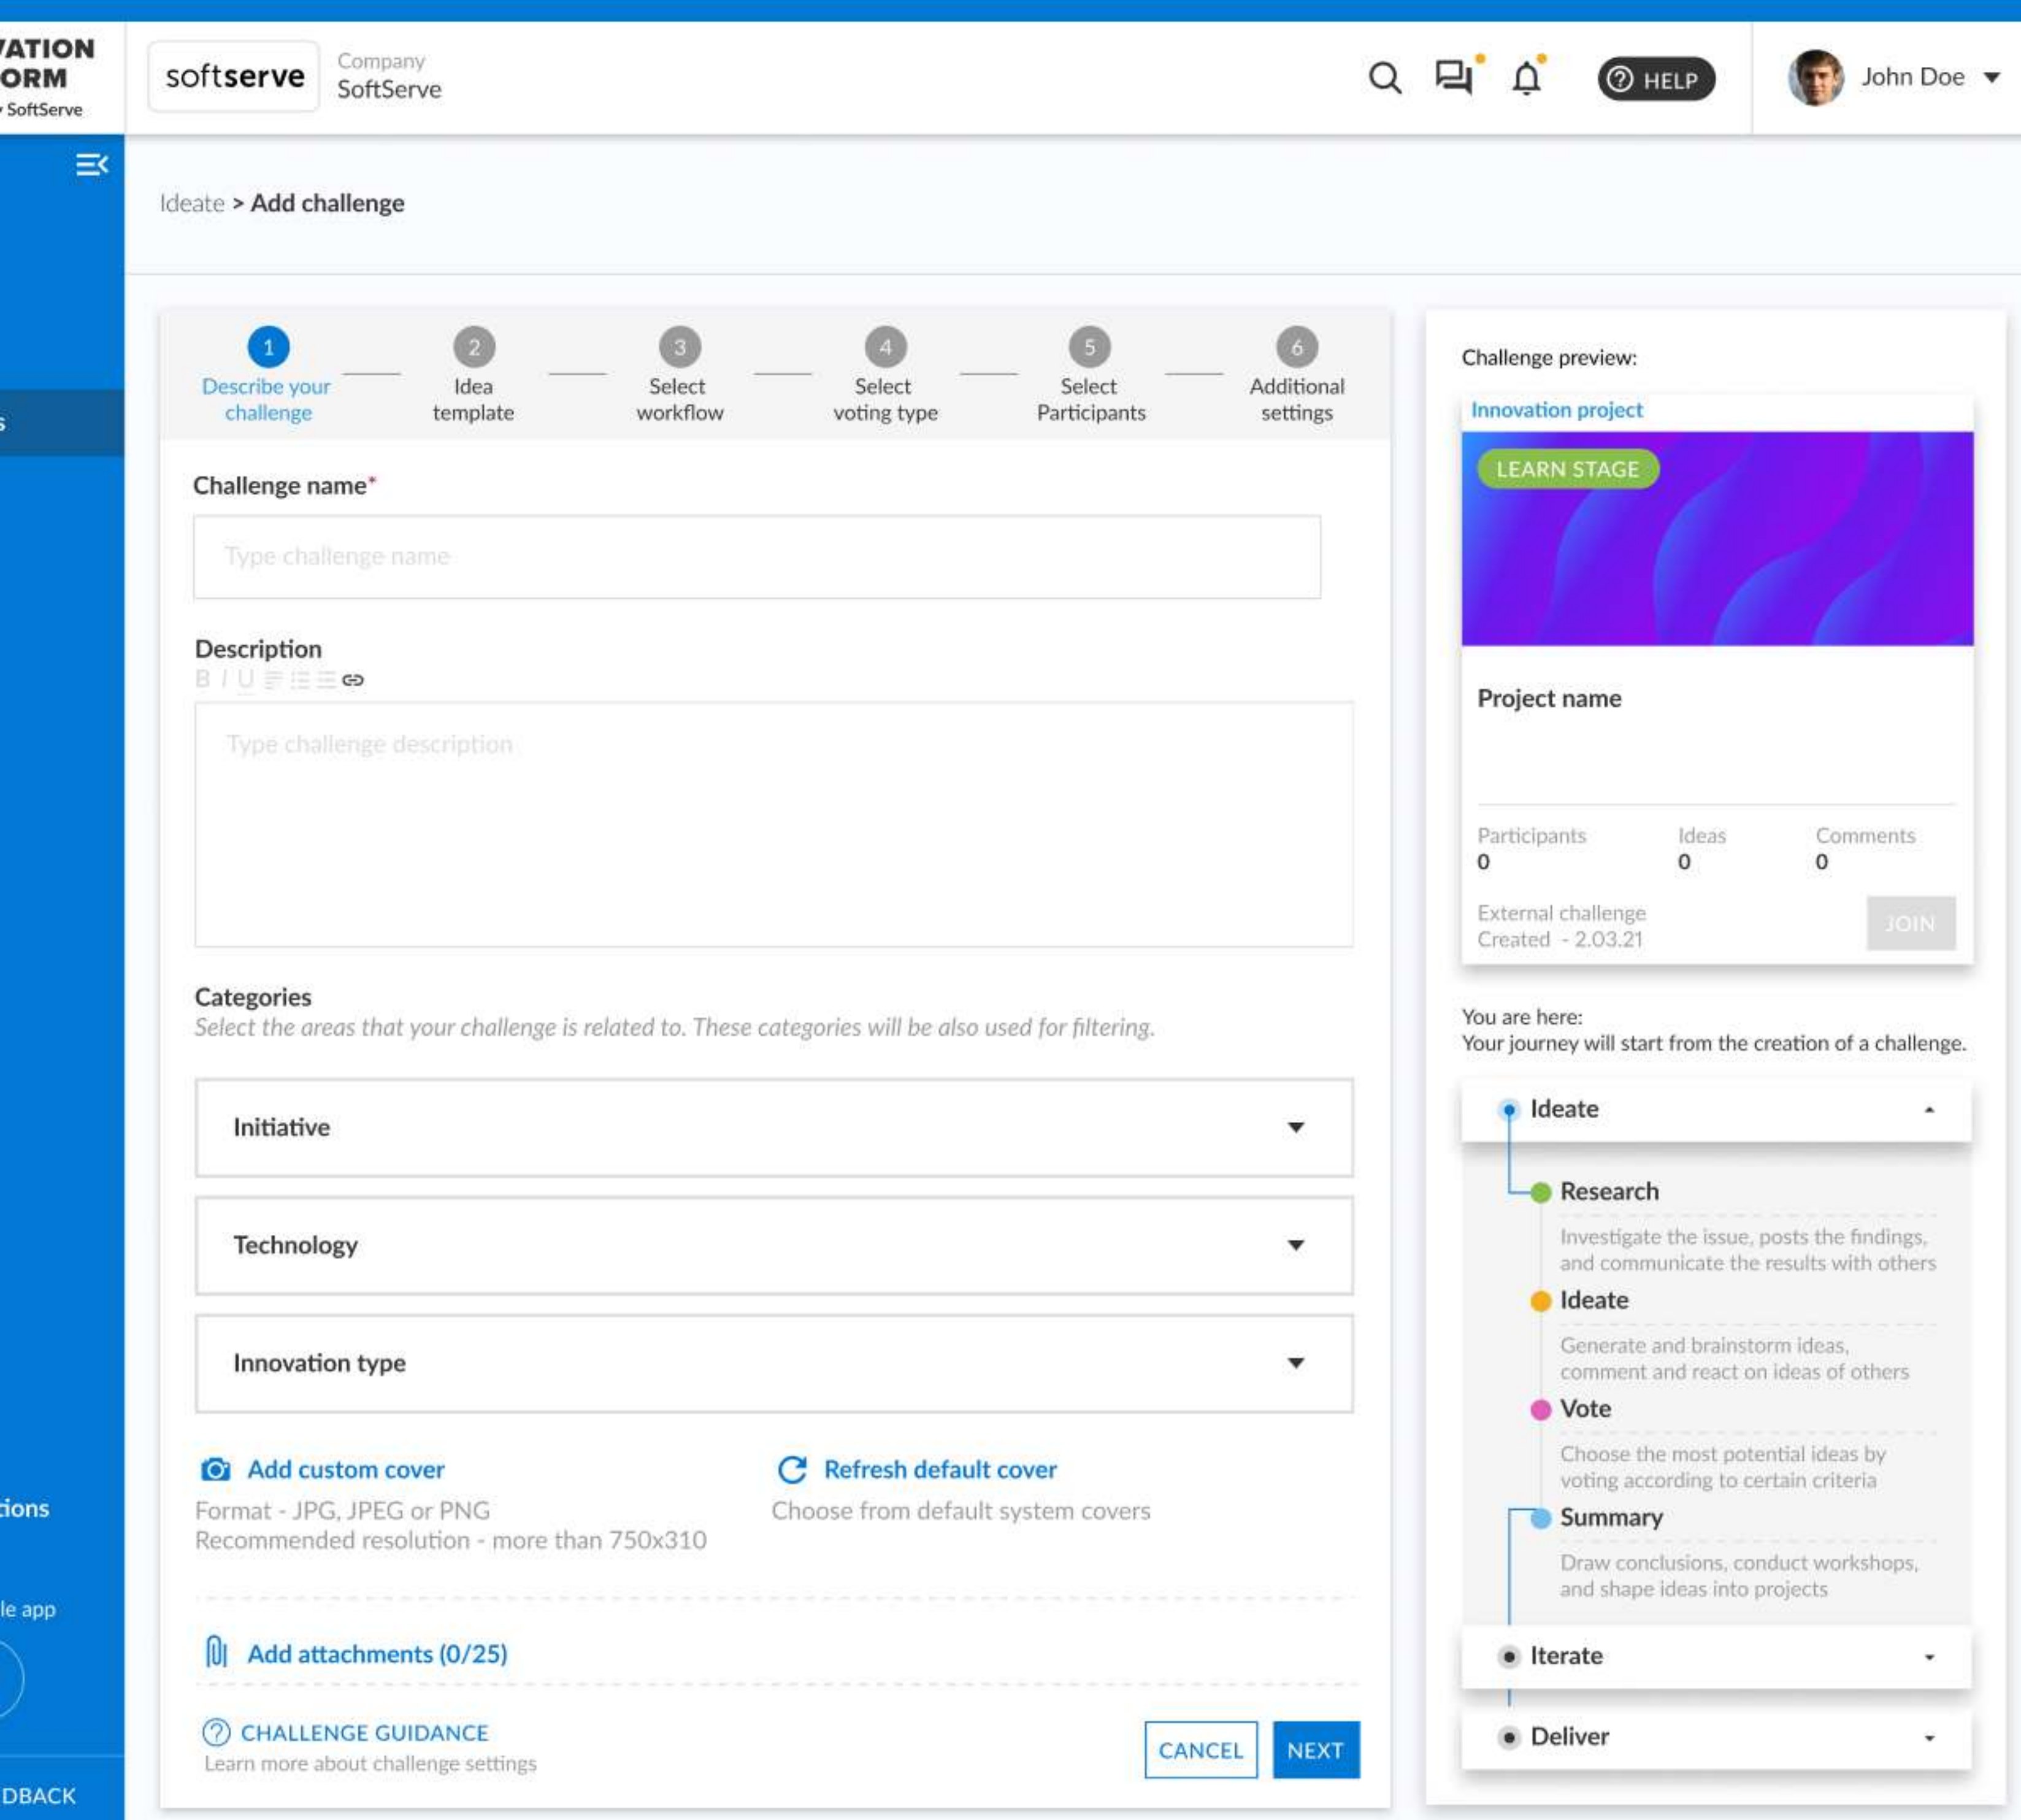 VATION
ORM
y SoftServe
softserve
Company
SoftServe
HELP
John Doe
Ideate > Add challenge
1
Describe your
challenge
2
Idea
template
3
Select
workflow
4
Select
voting type
5
Select
Participants
6
Additional
settings
Challenge name*
Type challenge name
Description
B I U
Type challenge description
Categories
Select the areas that your challenge is related to. These categories will be also used for filtering.
Initiative
Technology
Innovation type
Add custom cover
Format - JPG, JPEG or PNG
Recommended resolution - more than 750x310
Refresh default cover
Choose from default system covers
Add attachments (0/25)
CHALLENGE GUIDANCE
Learn more about challenge settings
CANCEL
NEXT
Challenge preview:
Innovation project
LEARN STAGE
Project name
Participants
0
Ideas
0
Comments
0
External challenge
Created - 2.03.21
JOIN
You are here:
Your journey will start from the creation of a challenge.
Ideate
Research
Investigate the issue, posts the findings,
and communicate the results with others
Ideate
Generate and brainstorm ideas,
comment and react on ideas of others
Vote
Choose the most potential ideas by
voting according to certain criteria
Summary
Draw conclusions, conduct workshops,
and shape ideas into projects
Iterate
Deliver
s
tions
le app
DBACK